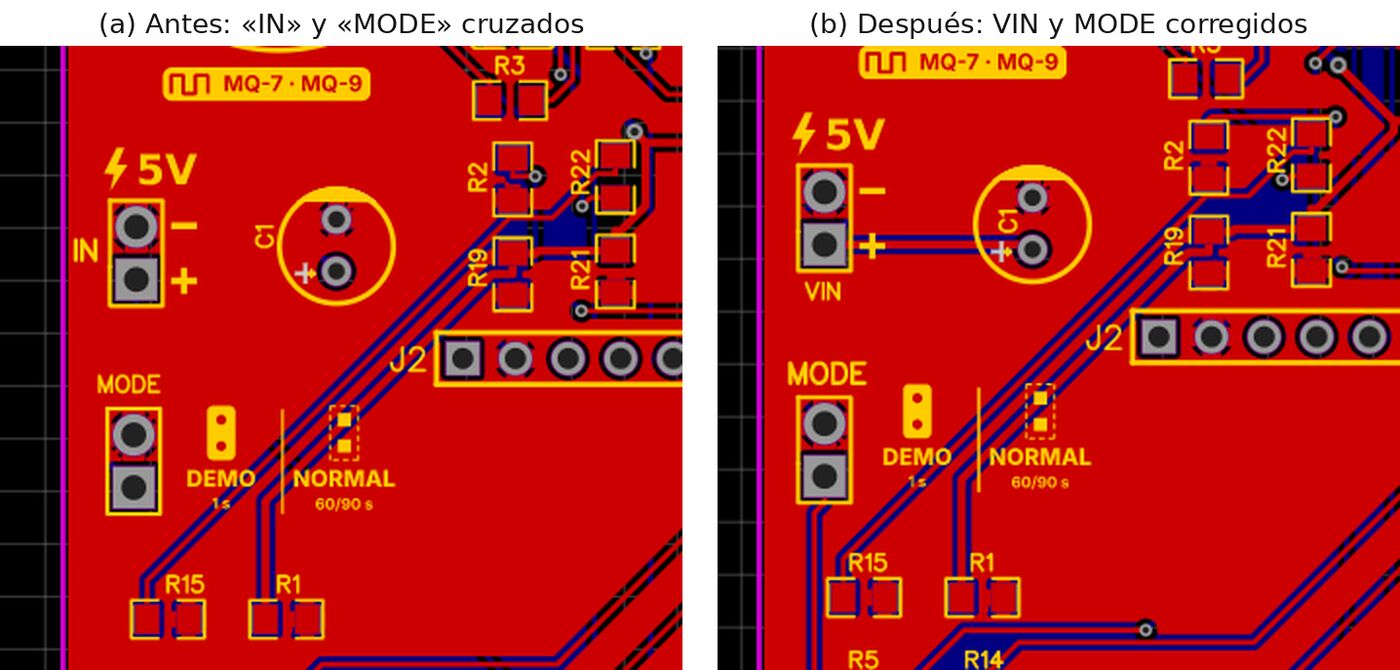 (a) Antes: «IN» y «MODE» cruzados
MQ-7 · MQ-9
R3
5V
R2
R22
IN
−
+
C1
+
R19
R21
J2
MODE
DEMO
1 s
NORMAL
60/90 s
R15
R1
(b) Después: VIN y MODE corregidos
MQ-7 · MQ-9
R3
5V
R2
R22
−
+
VIN
C1
+
R19
R21
J2
MODE
DEMO
1s
NORMAL
60/90 s
R15
R1
R5
R14